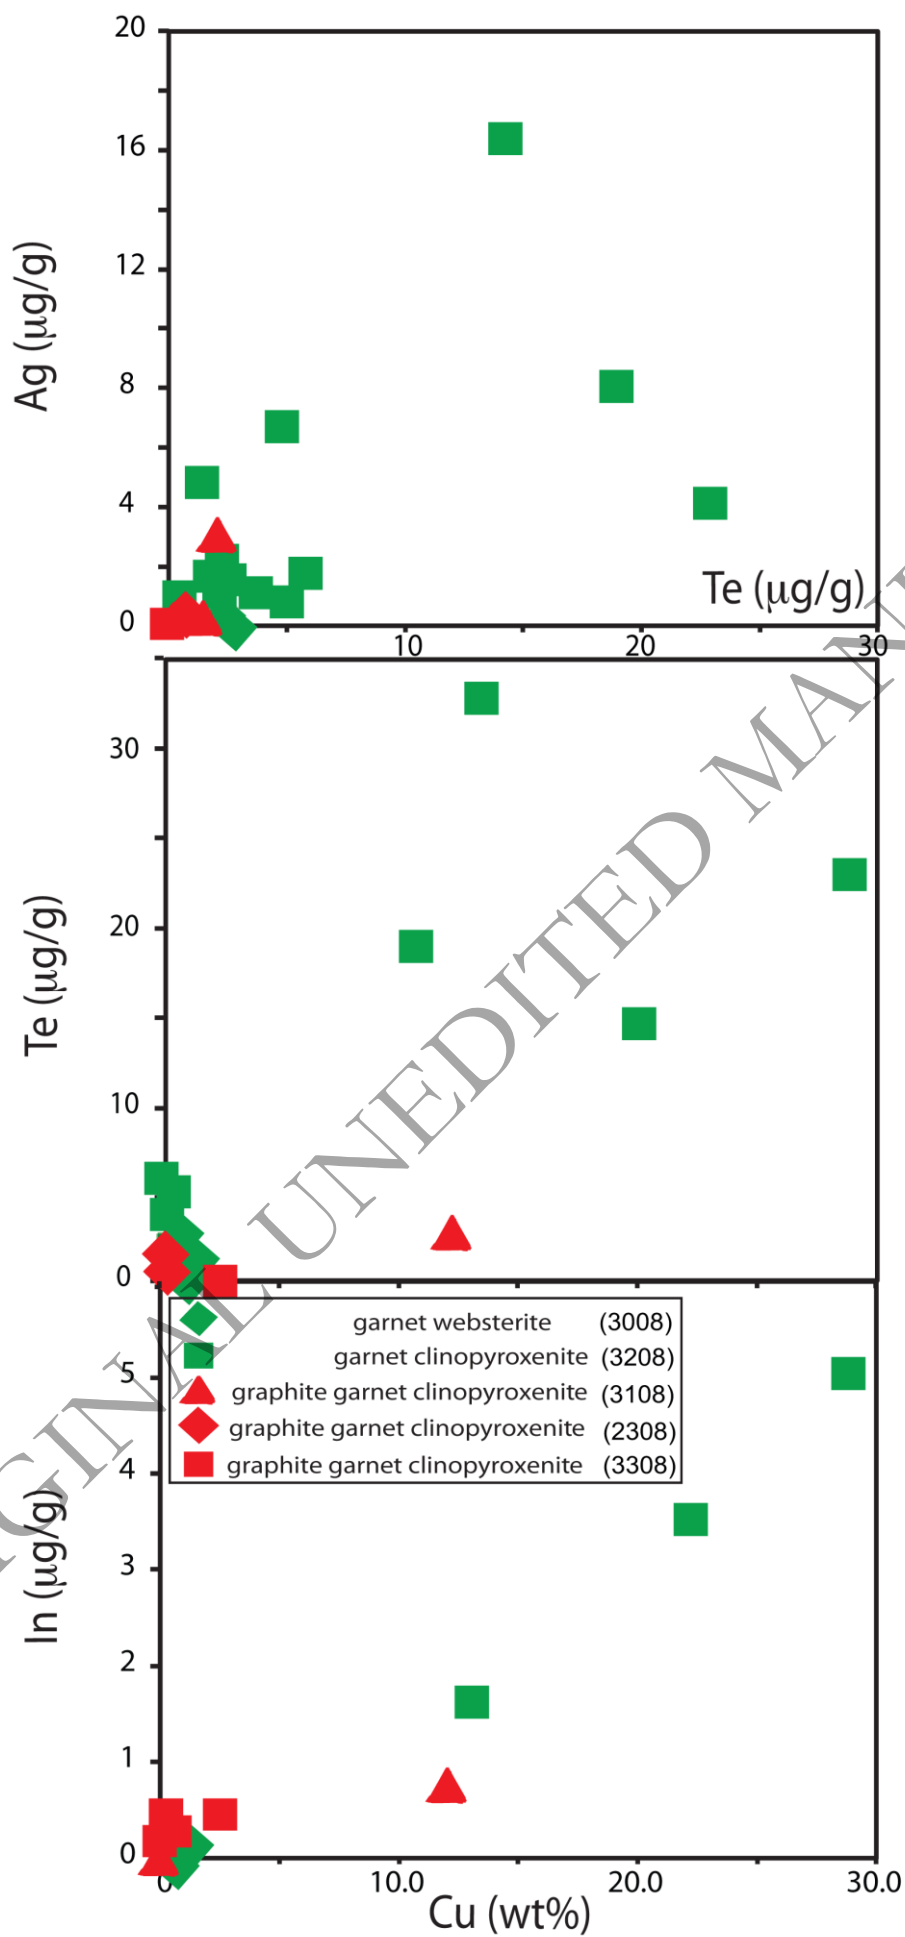 20
16
12
8
4
0
Ag (µg/g)
Te (µg/g)
10
20
30
30
20
10
0
Te (µg/g)
garnet websterite (3008)
garnet clinopyroxenite (3208)
graphite garnet clinopyroxenite (3108)
graphite garnet clinopyroxenite (2308)
graphite garnet clinopyroxenite (3308)
5
4
3
2
1
0
In (µg/g)
0
10.0
20.0
30.0
Cu (wt%)
UNEDITED